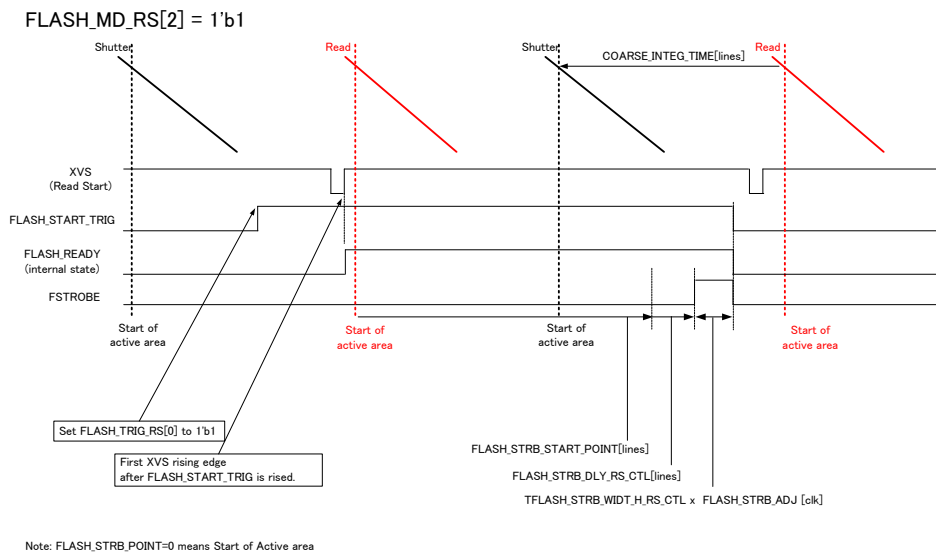 FLASH_MD_RS[2] = 1'b1
Shutter
Read
Shutter
Read
COARSE_INTEG_TIME[lines]
XVS
(Read Start)
FLASH_START_TRIG
FLASH_READY
(internal state)
FSTROBE
Start of
active area
Start of
active area
Start of
active area
Start of
active area
Set FLASH_TRIG_RS[0] to 1'b1
First XVS rising edge
after FLASH_START_TRIG is rised.
FLASH_STRB_START_POINT[lines]
FLASH_STRB_DLY_RS_CTL[lines]
TFLASH_STRB_WIDT_H_RS_CTL x FLASH_STRB_ADJ [clk]
Note: FLASH_STRB_POINT=0 means Start of Active area